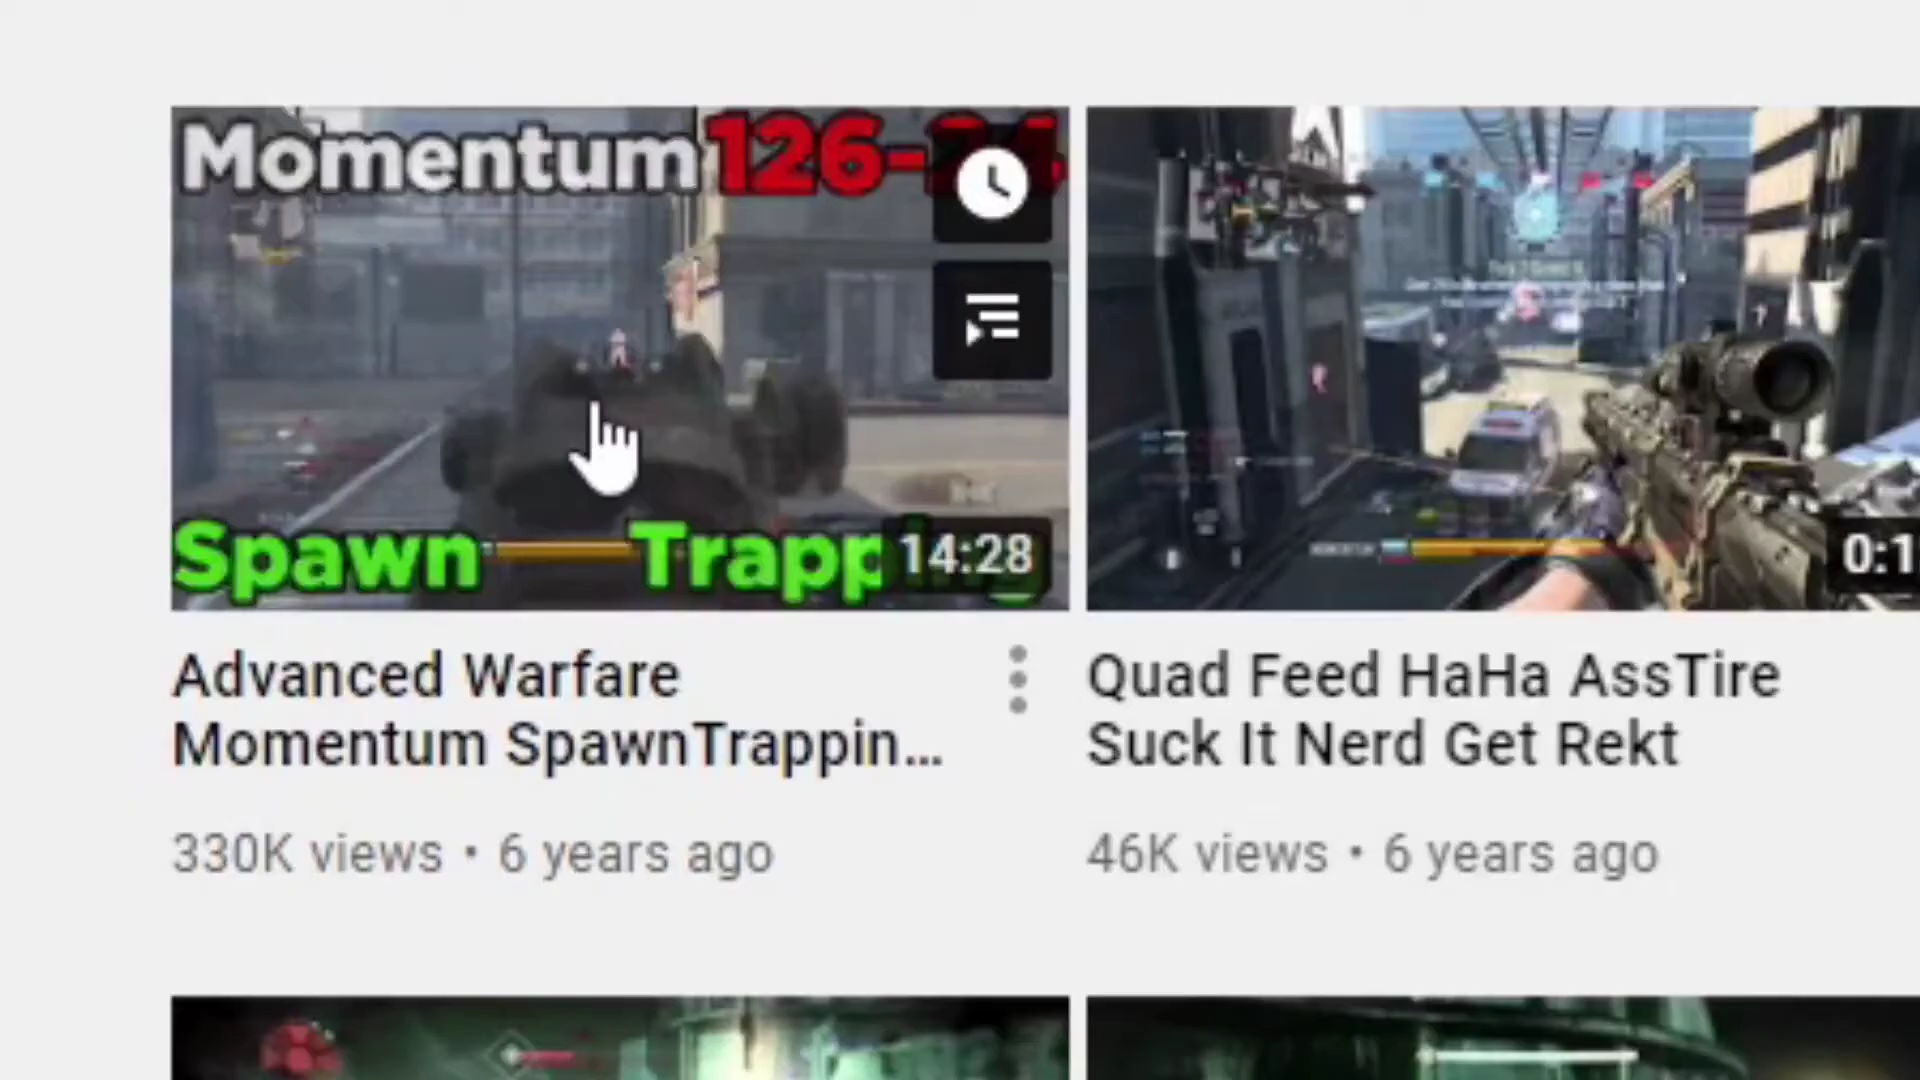 Momentum 126-24
Spawn Trapp
14:28
0:1
Advanced Warfare
Momentum SpawnTrappin...
Quad Feed HaHa AssTire
Suck It Nerd Get Rekt
330K views • 6 years ago
46K views • 6 years ago